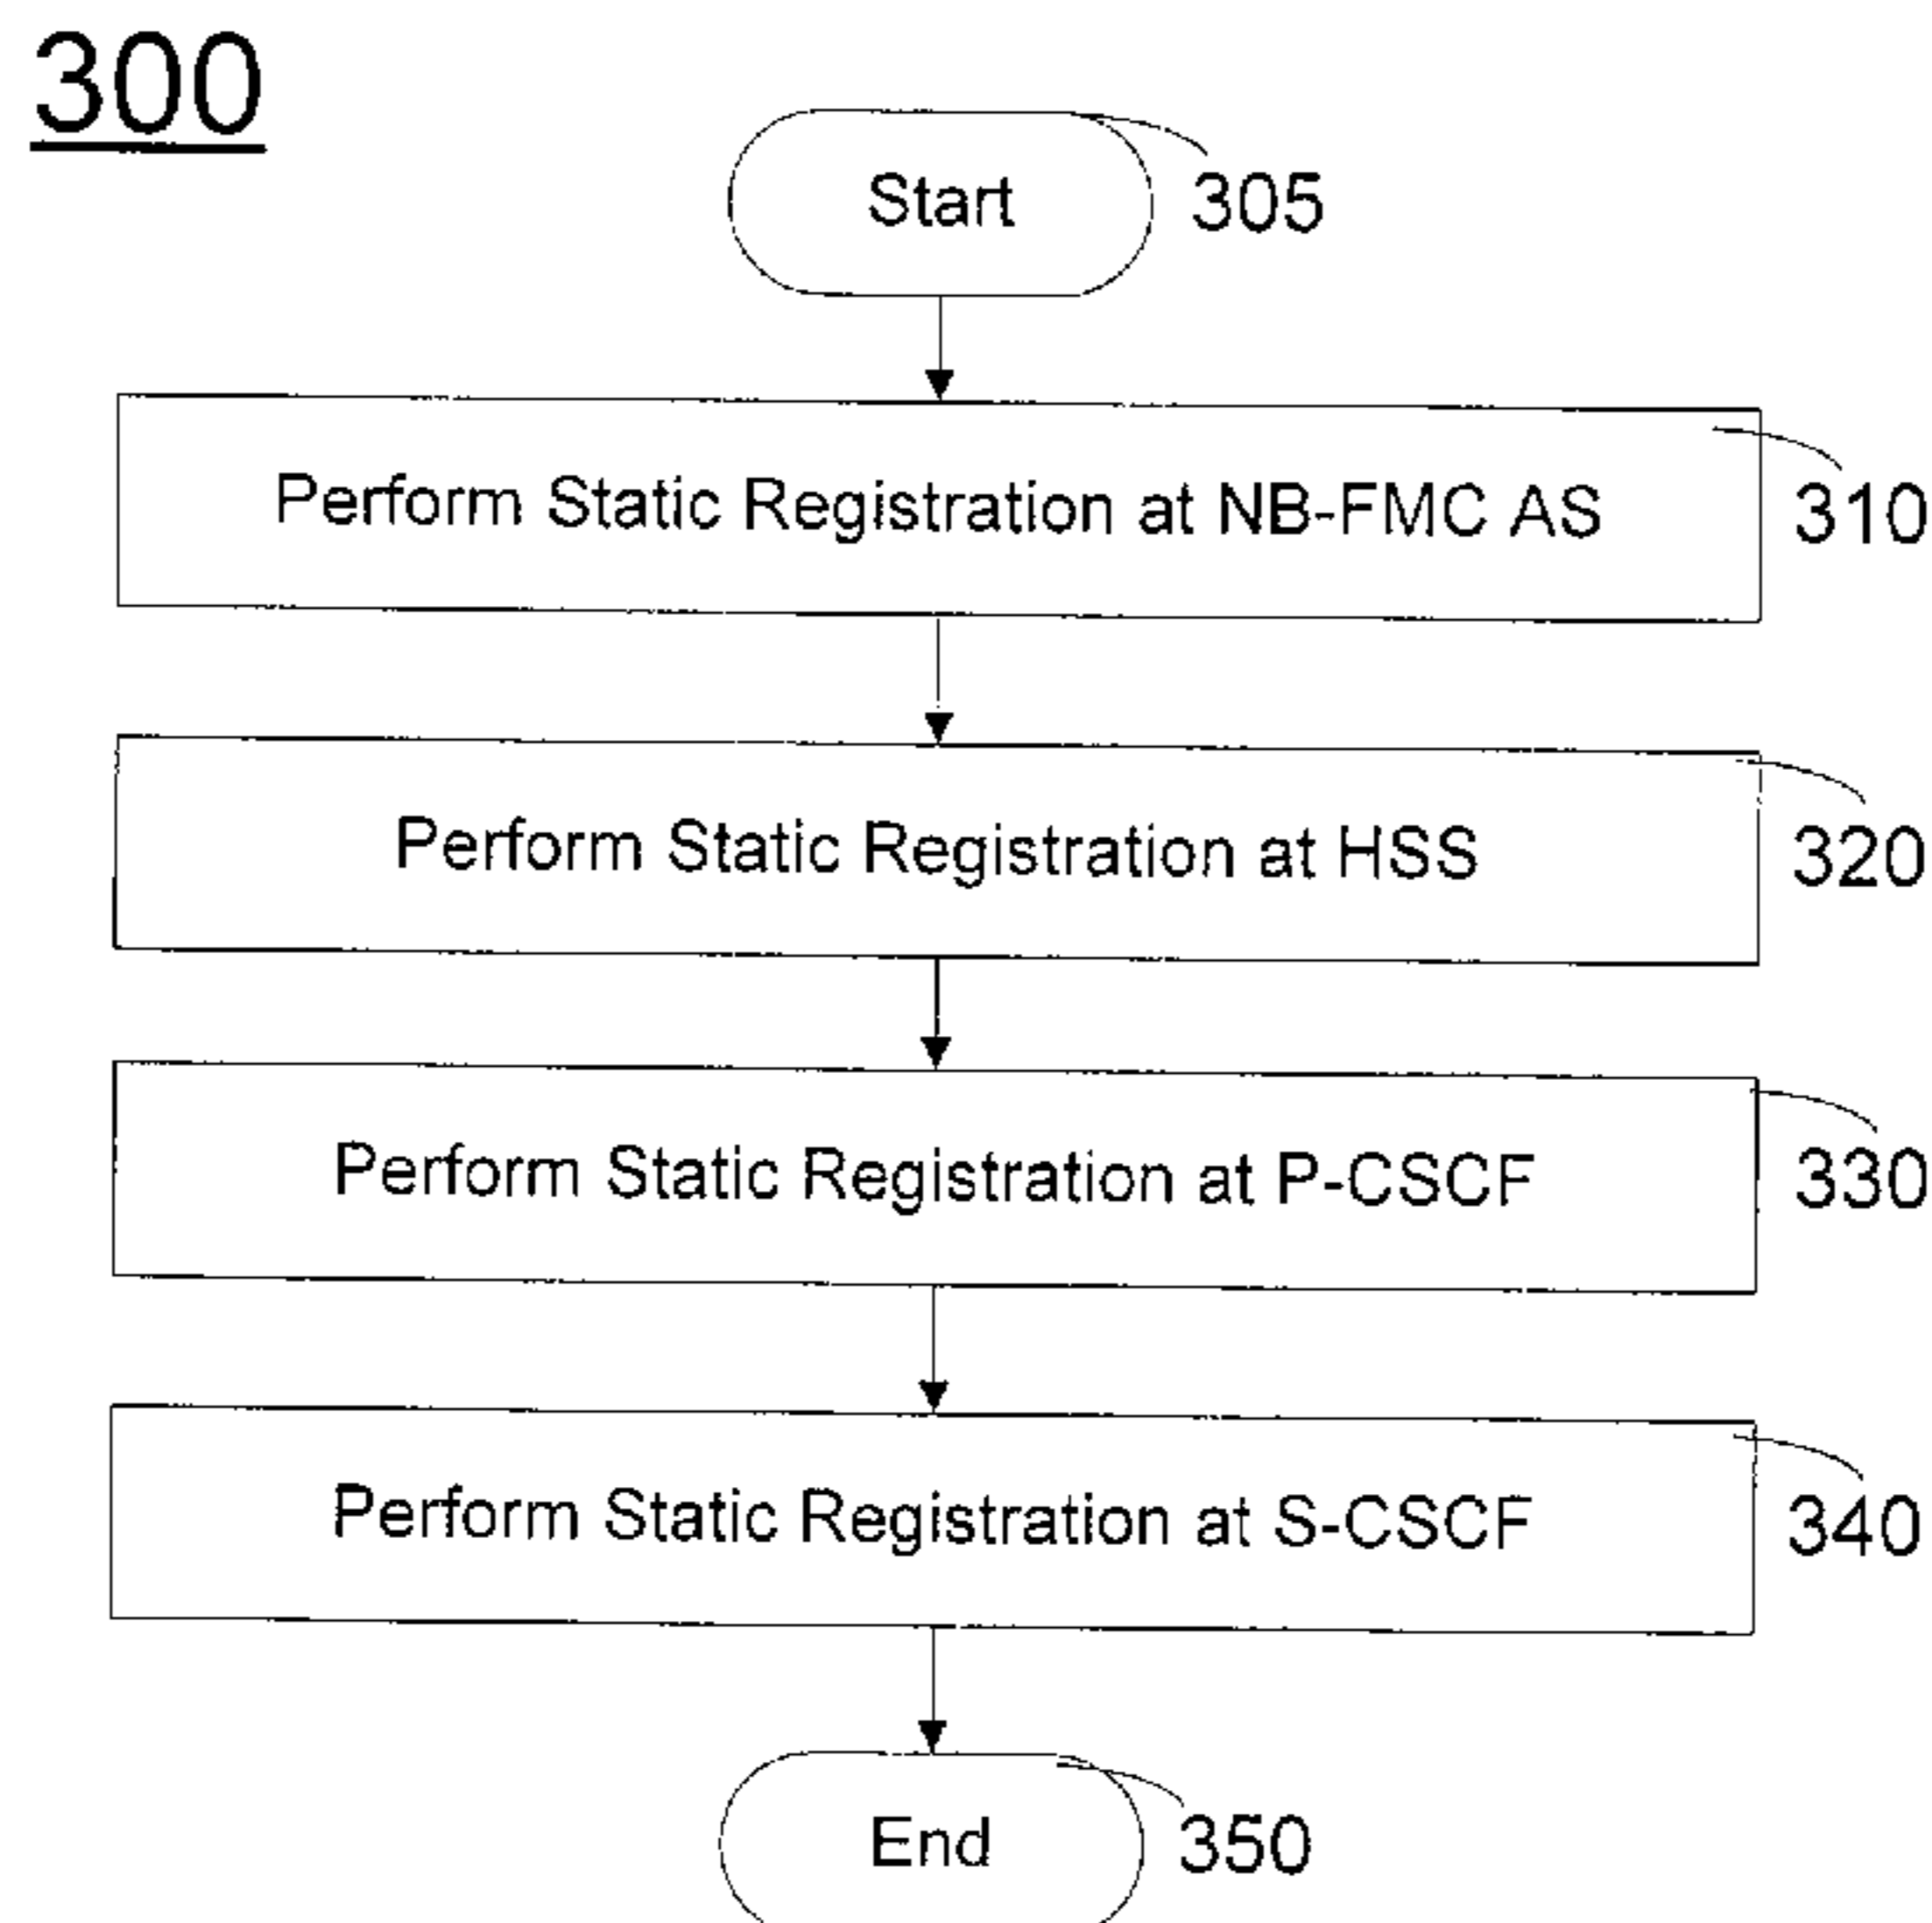 300
Start
305
Perform Static Registration at NB-FMC AS
310
Perform Static Registration at HSS
320
Perform Static Registration at P-CSCF
330
Perform Static Registration at S-CSCF
340
End
350